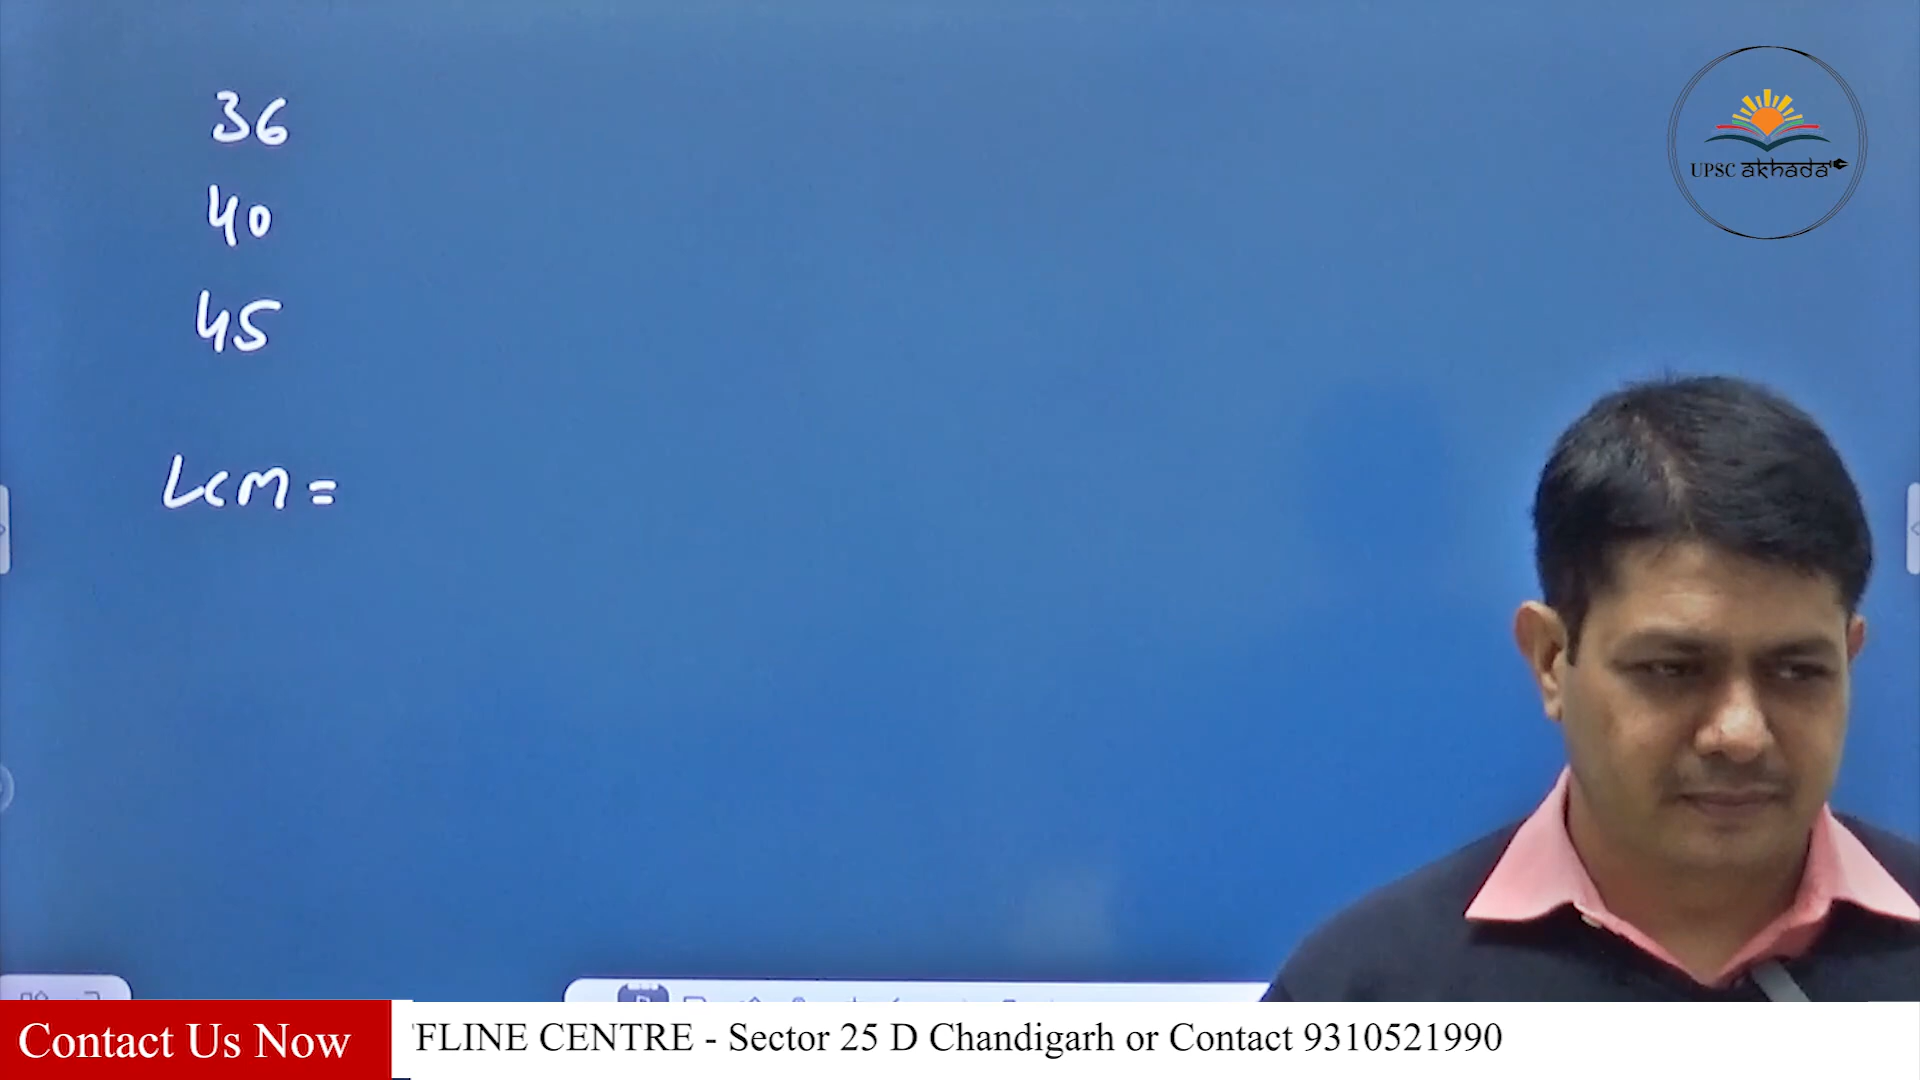 36
40
45
LCM =
UPSC akhada
Contact Us Now
FLINE CENTRE - Sector 25 D Chandigarh or Contact 9310521990